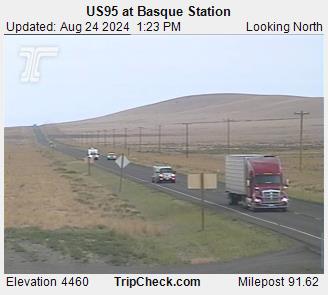 US95 at Basque Station
Updated: Aug 24 2024 1:23 PM Looking North
Elevation 4460 TripCheck.com Milepost 91.62